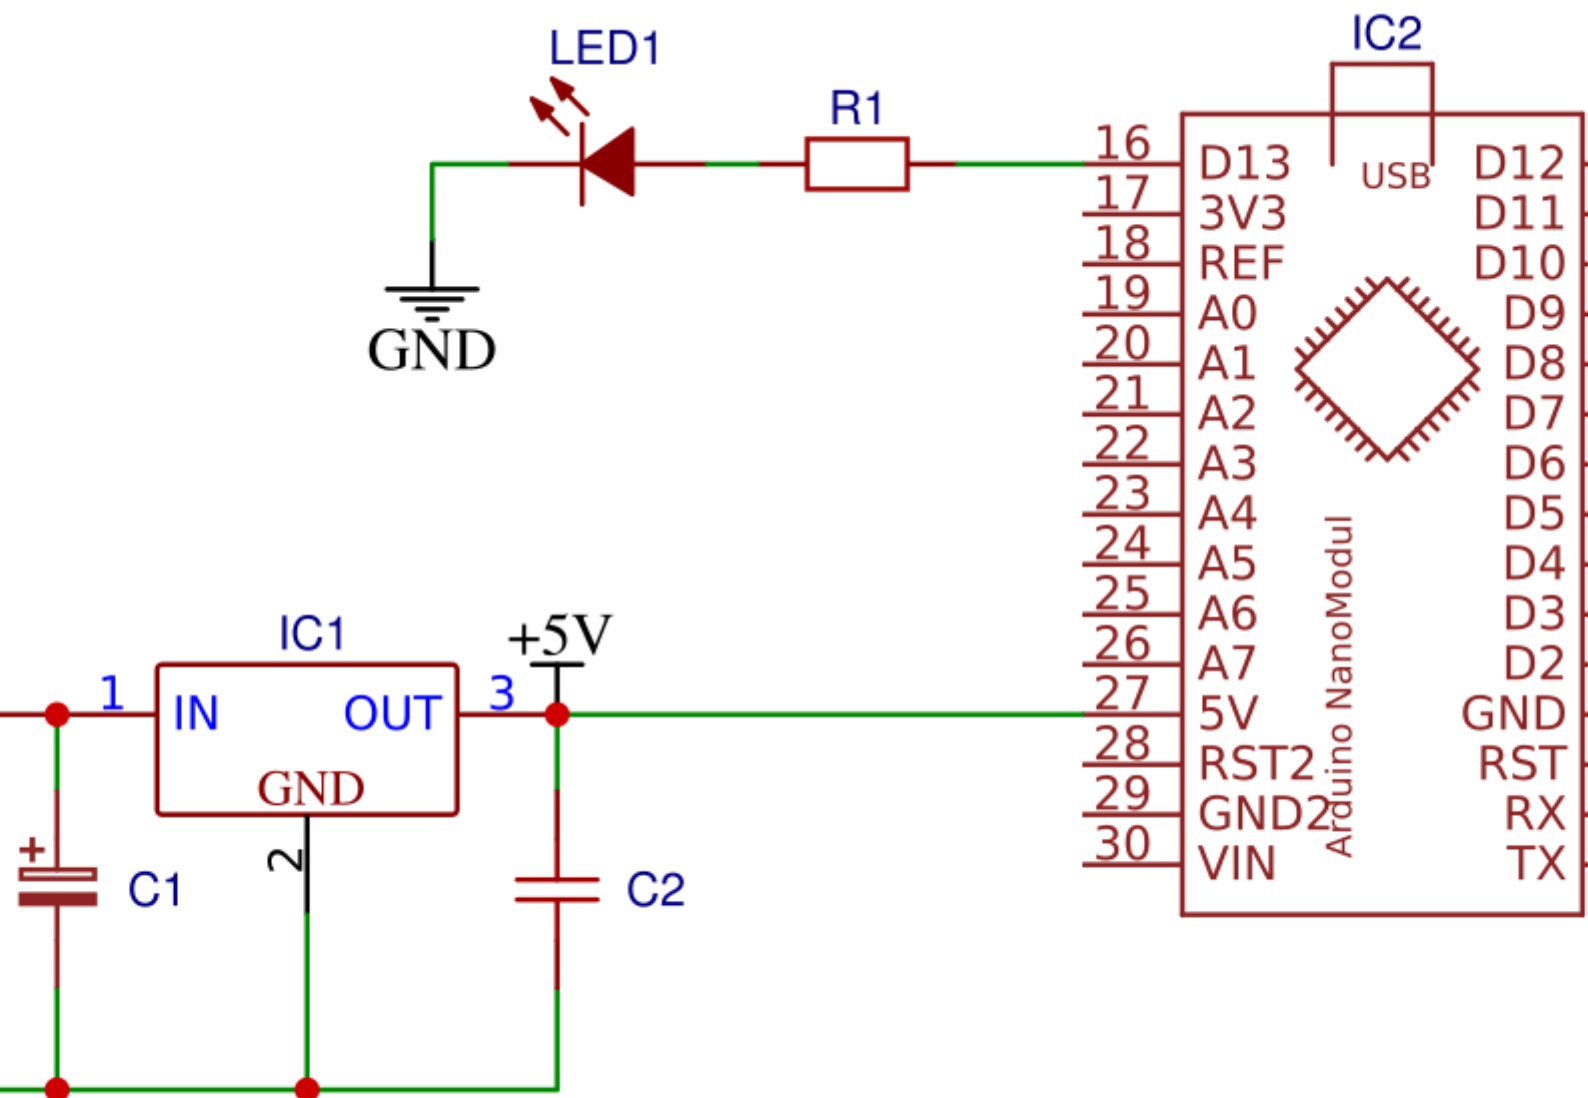 IC2
LED1
R1
USB
16 D13 D12
17 3V3 D11
18 REF D10
19 A0 D9
20 A1 D8
21 A2 D7
22 A3 D6
23 A4 D5
24 A5 D4
25 A6 D3
26 A7 D2
27 5V GND
28 RST2 RST
29 GND2 RX
30 VIN TX
Arduino NanoModul
GND
IC1
+5V
1 IN OUT 3
GND
2
+
C1
C2